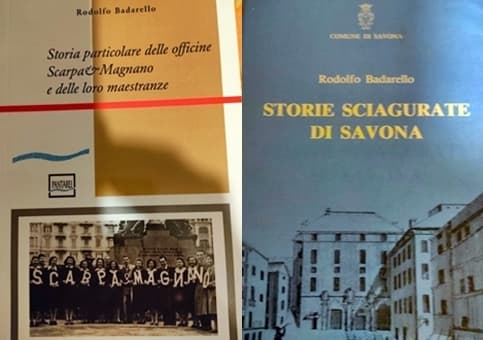 Rodolfo Badarello
Storia particolare delle officine
Scarpa&Magnano
e delle loro maestranze
PANTAREI
SCARPA&MAGNANO
COMUNE DI SAVONA
Rodolfo Badarello
STORIE SCIAGURATE
DI SAVONA